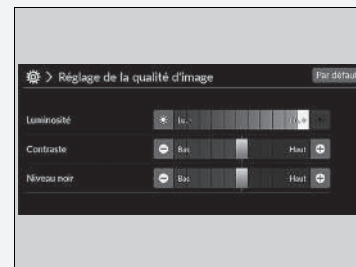 > Réglage de la qualité d'image
Par défaut
Luminosité
Contraste Bas Haut
Niveau noir Bas Haut